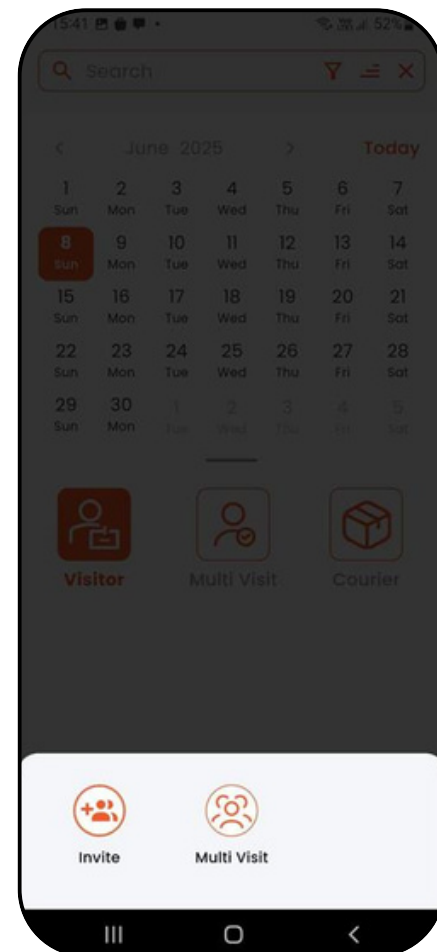 15:41 52%
Search
June 2025 Today
1 2 3 4 5 6 7
Sun Mon Tue Wed Thu Fri Sat
8 9 10 11 12 13 14
Sun Mon Tue Wed Thu Fri Sat
15 16 17 18 19 20 21
Sun Mon Tue Wed Thu Fri Sat
22 23 24 25 26 27 28
Sun Mon Tue Wed Thu Fri Sat
29 30 1 2 3 4 5
Sun Mon Tue Wed Thu Fri Sat
Visitor Multi Visit Courier
Invite Multi Visit